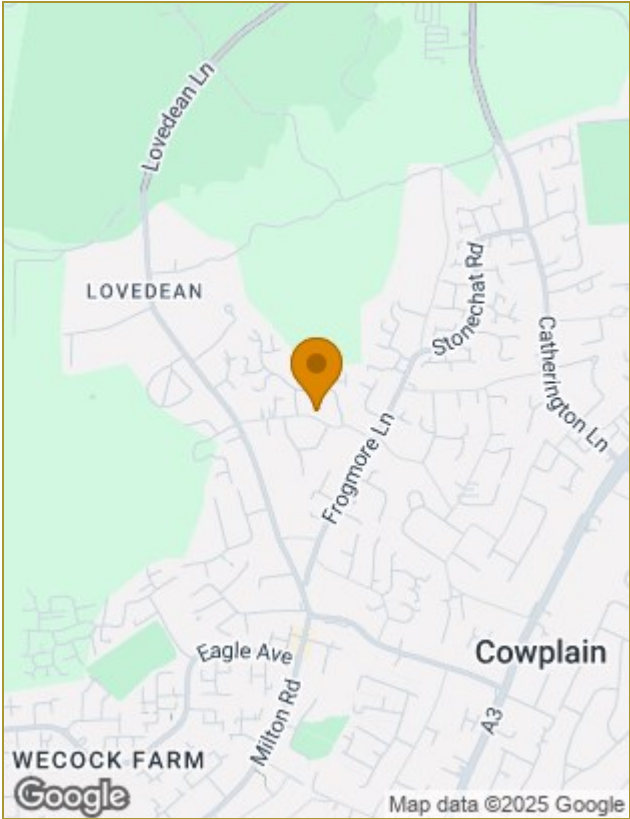 Lovedean Ln
LOVEDEAN
Stonechat Rd
Catherington Ln
Frogmore Ln
Eagle Ave
Cowplain
Milton Rd
A3
WECOCK FARM
Google
Map data ©2025 Google